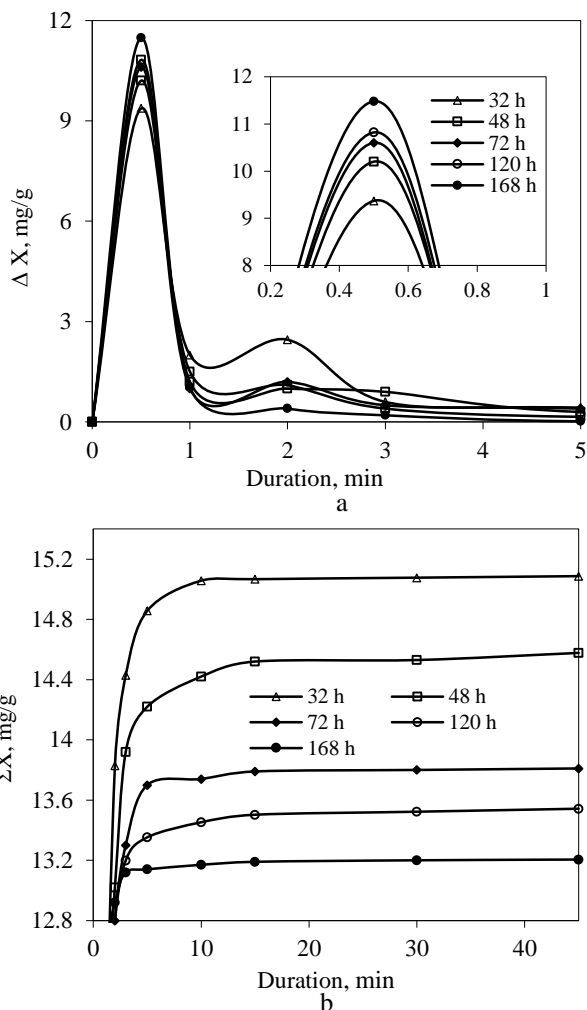 12
9
6
3
0
Δ X, mg/g
0 1 2 3 4 5
Duration, min
a
12
11
10
9
8
0.2 0.4 0.6 0.8 1
32 h
48 h
72 h
120 h
168 h
15.2
14.8
14.4
14
13.6
13.2
12.8
ΣX, mg/g
32 h 48 h
72 h 120 h
168 h
0 10 20 30 40
Duration, min
b